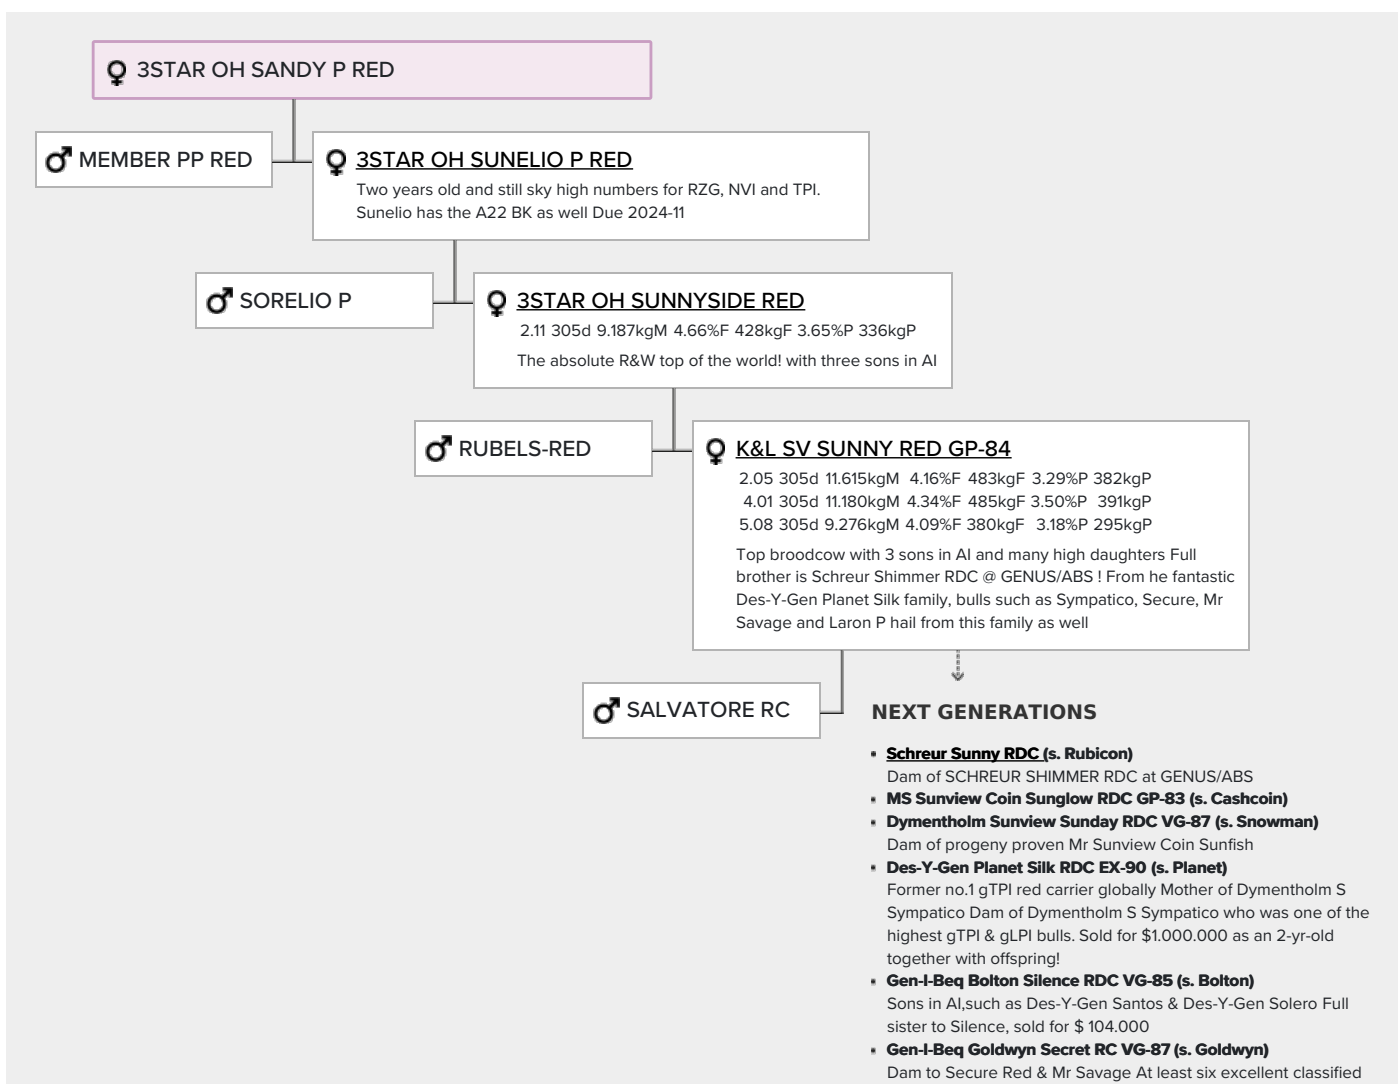 3STAR OH SANDY P RED
MEMBER PP RED
3STAR OH SUNELIO P RED
Two years old and still sky high numbers for RZG, NVI and TPI.
Sunelio has the A22 BK as well Due 2024-11
SORELIO P
3STAR OH SUNNYSIDE RED
2.11 305d 9.187kgM 4.66%F 428kgF 3.65%P 336kgP
The absolute R&W top of the world! with three sons in AI
RUBELS-RED
K&L SV SUNNY RED GP-84
2.05 305d 11.615kgM 4.16%F 483kgF 3.29%P 382kgP
4.01 305d 11.180kgM 4.34%F 485kgF 3.50%P 391kgP
5.08 305d 9.276kgM 4.09%F 380kgF 3.18%P 295kgP
Top broodcow with 3 sons in AI and many high daughters Full
brother is Schreur Shimmer RDC @ GENUS/ABS ! From he fantastic
Des-Y-Gen Planet Silk family, bulls such as Sympatico, Secure, Mr
Savage and Laron P hail from this family as well
SALVATORE RC
NEXT GENERATIONS
Schreur Sunny RDC (s. Rubicon)
Dam of SCHREUR SHIMMER RDC at GENUS/ABS
MS Sunview Coin Sunglow RDC GP-83 (s. Cashcoin)
Dymentholm Sunview Sunday RDC VG-87 (s. Snowman)
Dam of progeny proven Mr Sunview Coin Sunfish
Des-Y-Gen Planet Silk RDC EX-90 (s. Planet)
Former no.1 gTPI red carrier globally Mother of Dymentholm S
Sympatico Dam of Dymentholm S Sympatico who was one of the
highest gTPI & gLPI bulls. Sold for $1.000.000 as an 2-yr-old
together with offspring!
Gen-I-Beq Bolton Silence RDC VG-85 (s. Bolton)
Sons in AI,such as Des-Y-Gen Santos & Des-Y-Gen Solero Full
sister to Silence, sold for $ 104.000
Gen-I-Beq Goldwyn Secret RC VG-87 (s. Goldwyn)
Dam to Secure Red & Mr Savage At least six excellent classified